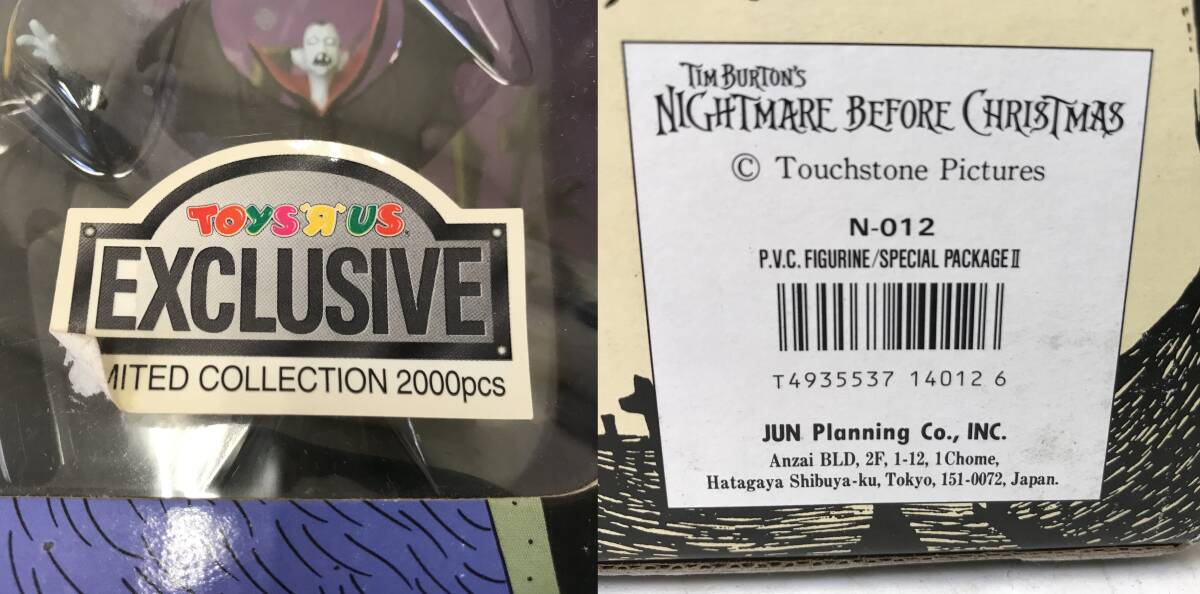 TOYS"R"US
EXCLUSIVE
MITED COLLECTION 2000pcs
TIM BURTON'S
NIGHTMARE BEFORE CHRISTMAS
© Touchstone Pictures
N-012
P.V.C. FIGURINE/SPECIAL PACKAGE II
T4935537 14012 6
JUN Planning Co., INC.
Anzai BLD, 2F, 1-12, 1Chome,
Hatagaya Shibuya-ku, Tokyo, 151-0072, Japan.